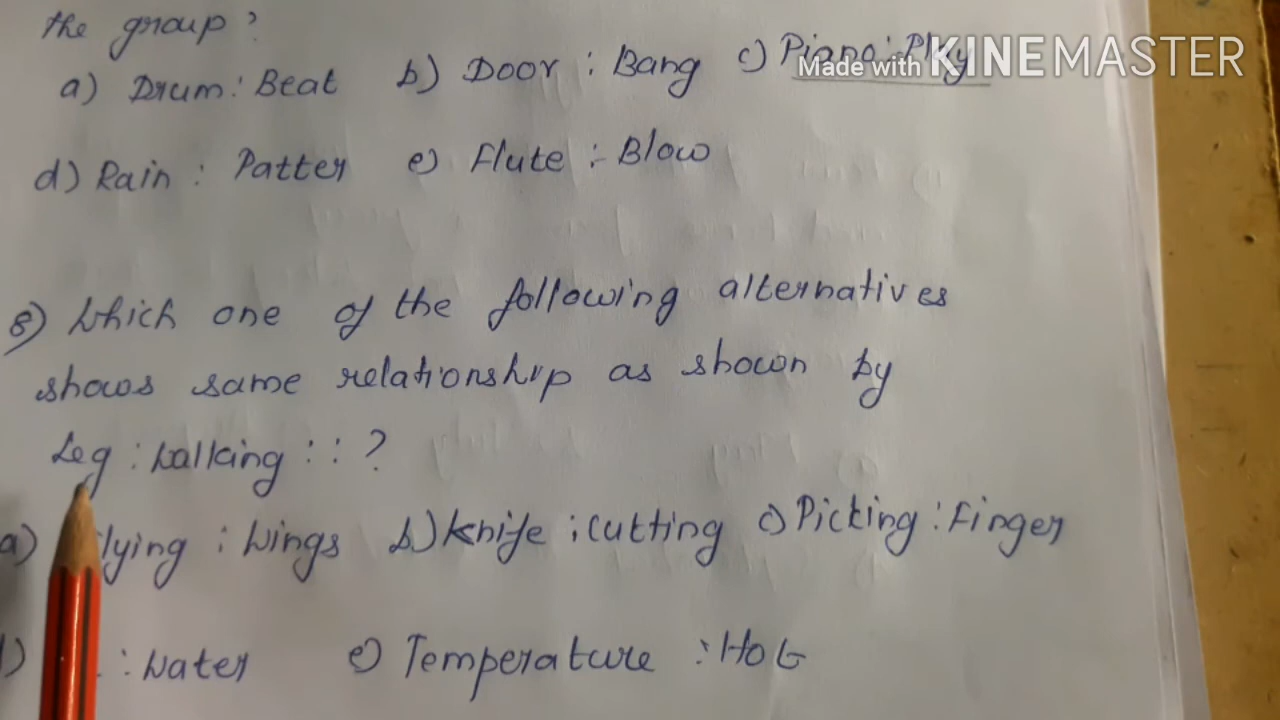 the group?
a) Drum : Beat b) Door : Bang c) Piano : Play
Made with KINEMASTER
d) Rain : Patter e) Flute :- Blow
8) Which one of the following alternatives
shows same relationship as shown by
Leg : walking :: ?
a) lying : Wings b) Knife : Cutting c) Picking : Finger
) : Water e) Temperature : Hot